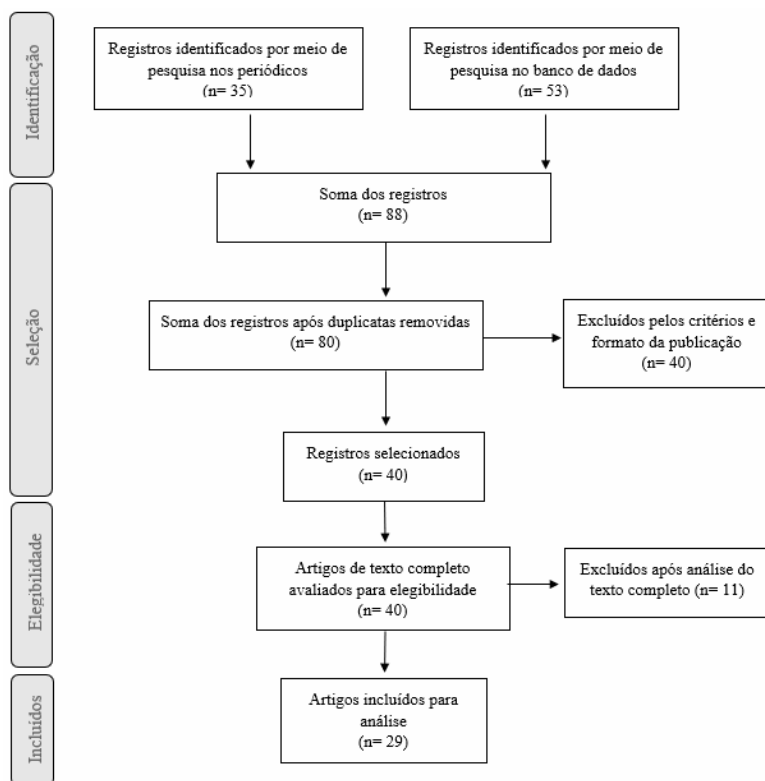 Identificação
Registros identificados por meio de
pesquisa nos periódicos
(n= 35)
Registros identificados por meio de
pesquisa no banco de dados
(n= 53)
Seleção
Soma dos registros
(n= 88)
Soma dos registros após duplicatas removidas
(n= 80)
Excluídos pelos critérios e
formato da publicação
(n= 40)
Registros selecionados
(n= 40)
Elegibilidade
Artigos de texto completo
avaliados para elegibilidade
(n= 40)
Excluídos após análise do
texto completo (n= 11)
Incluídos
Artigos incluídos para
análise
(n= 29)